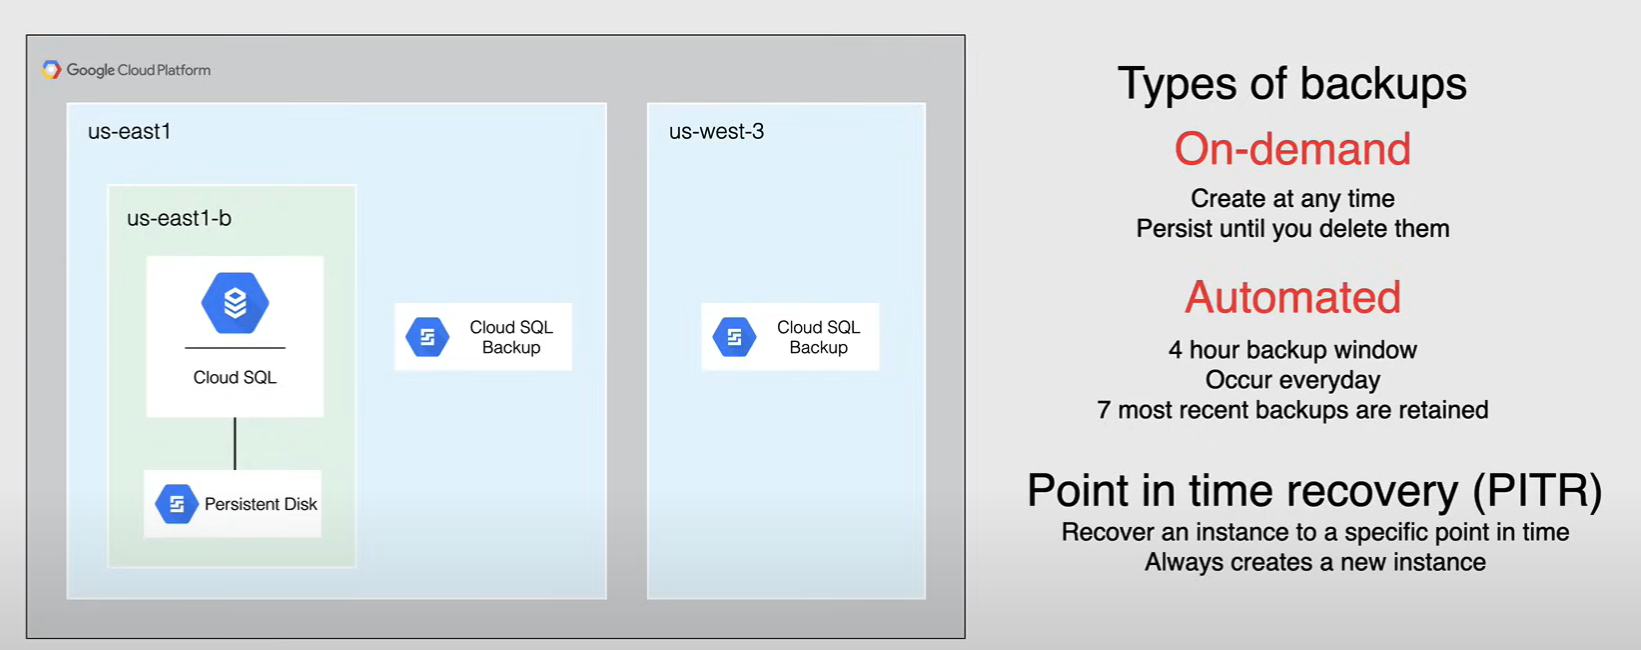 Google Cloud Platform
us-east1
us-east1-b
Cloud SQL
Persistent Disk
Cloud SQL
Backup
us-west-3
Cloud SQL
Backup
Types of backups
On-demand
Create at any time
Persist until you delete them
Automated
4 hour backup window
Occur everyday
7 most recent backups are retained
Point in time recovery (PITR)
Recover an instance to a specific point in time
Always creates a new instance